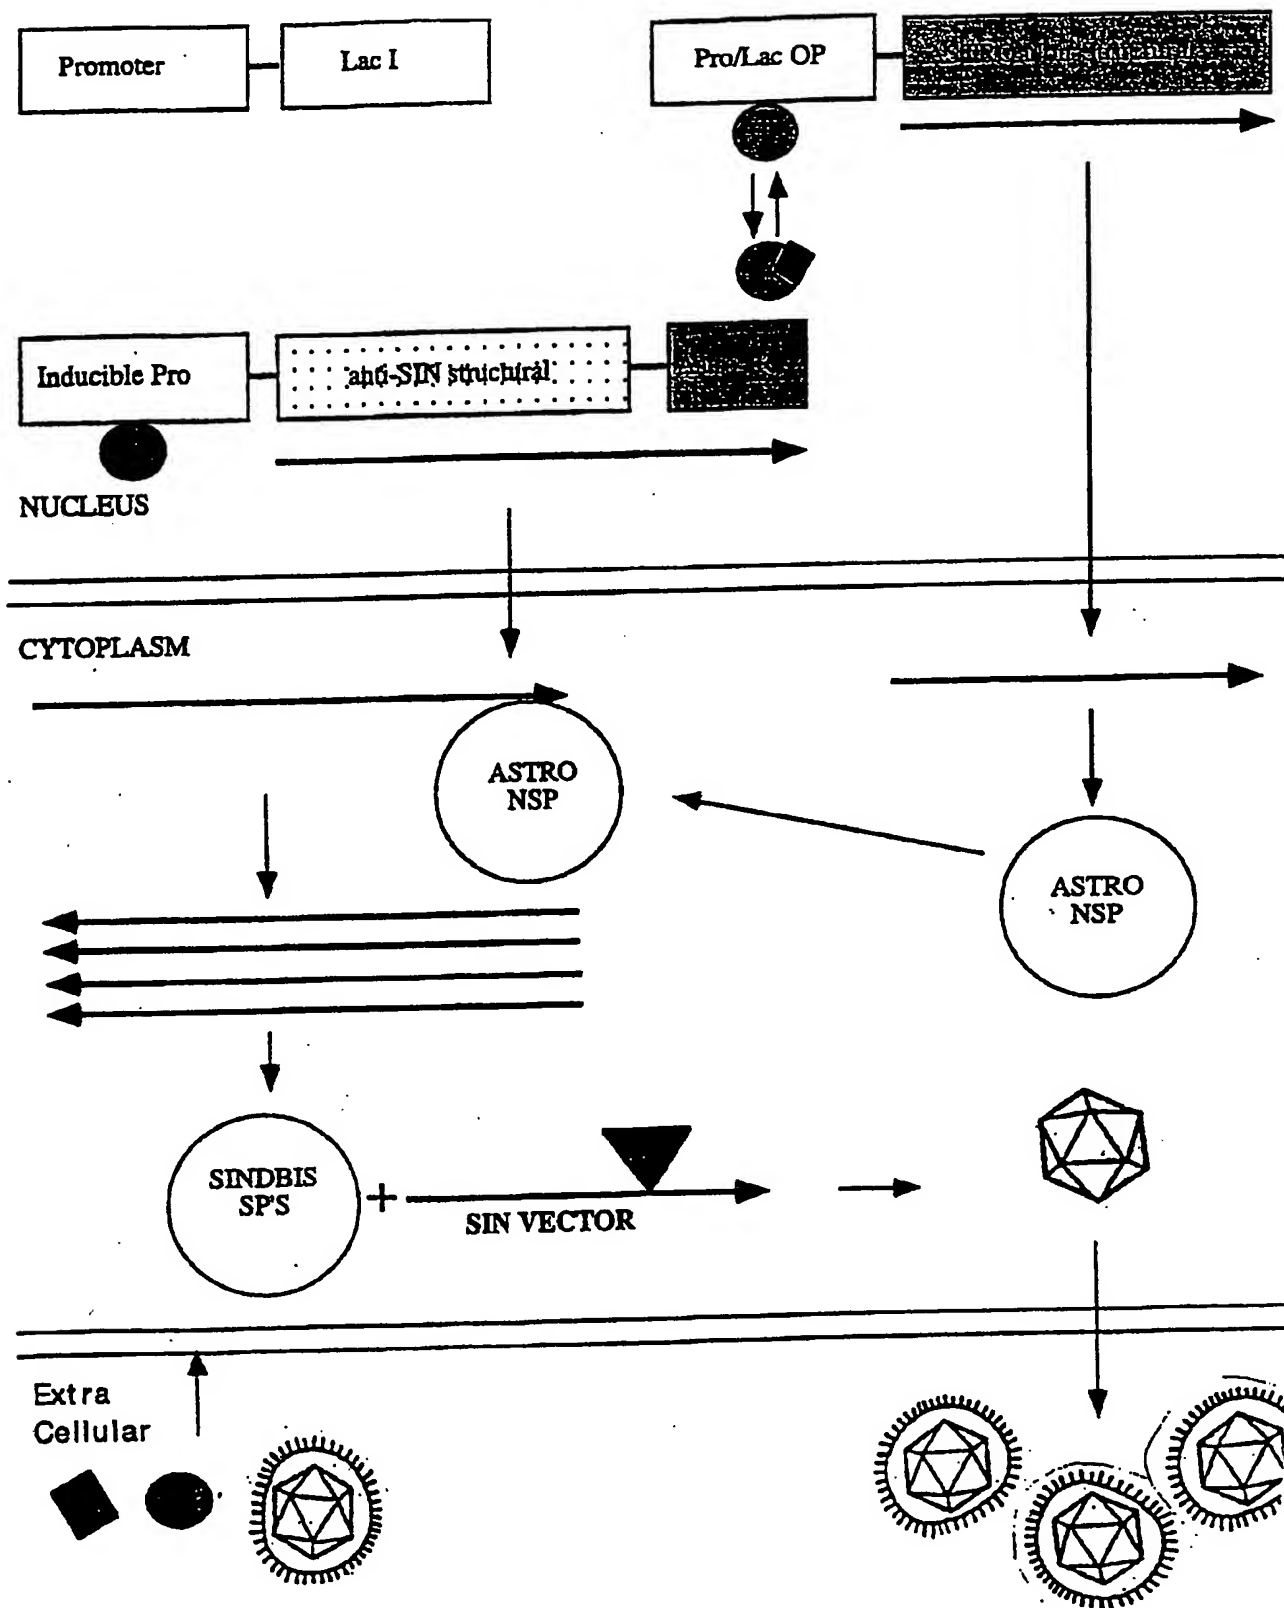 Promoter
Lac I
Pro/Lac OP
Inducible Pro
anti-SIN structural
NUCLEUS
CYTOPLASM
ASTRO
NSP
ASTRO
NSP
SINDBIS
SP'S
+
SIN VECTOR
Extra
Cellular